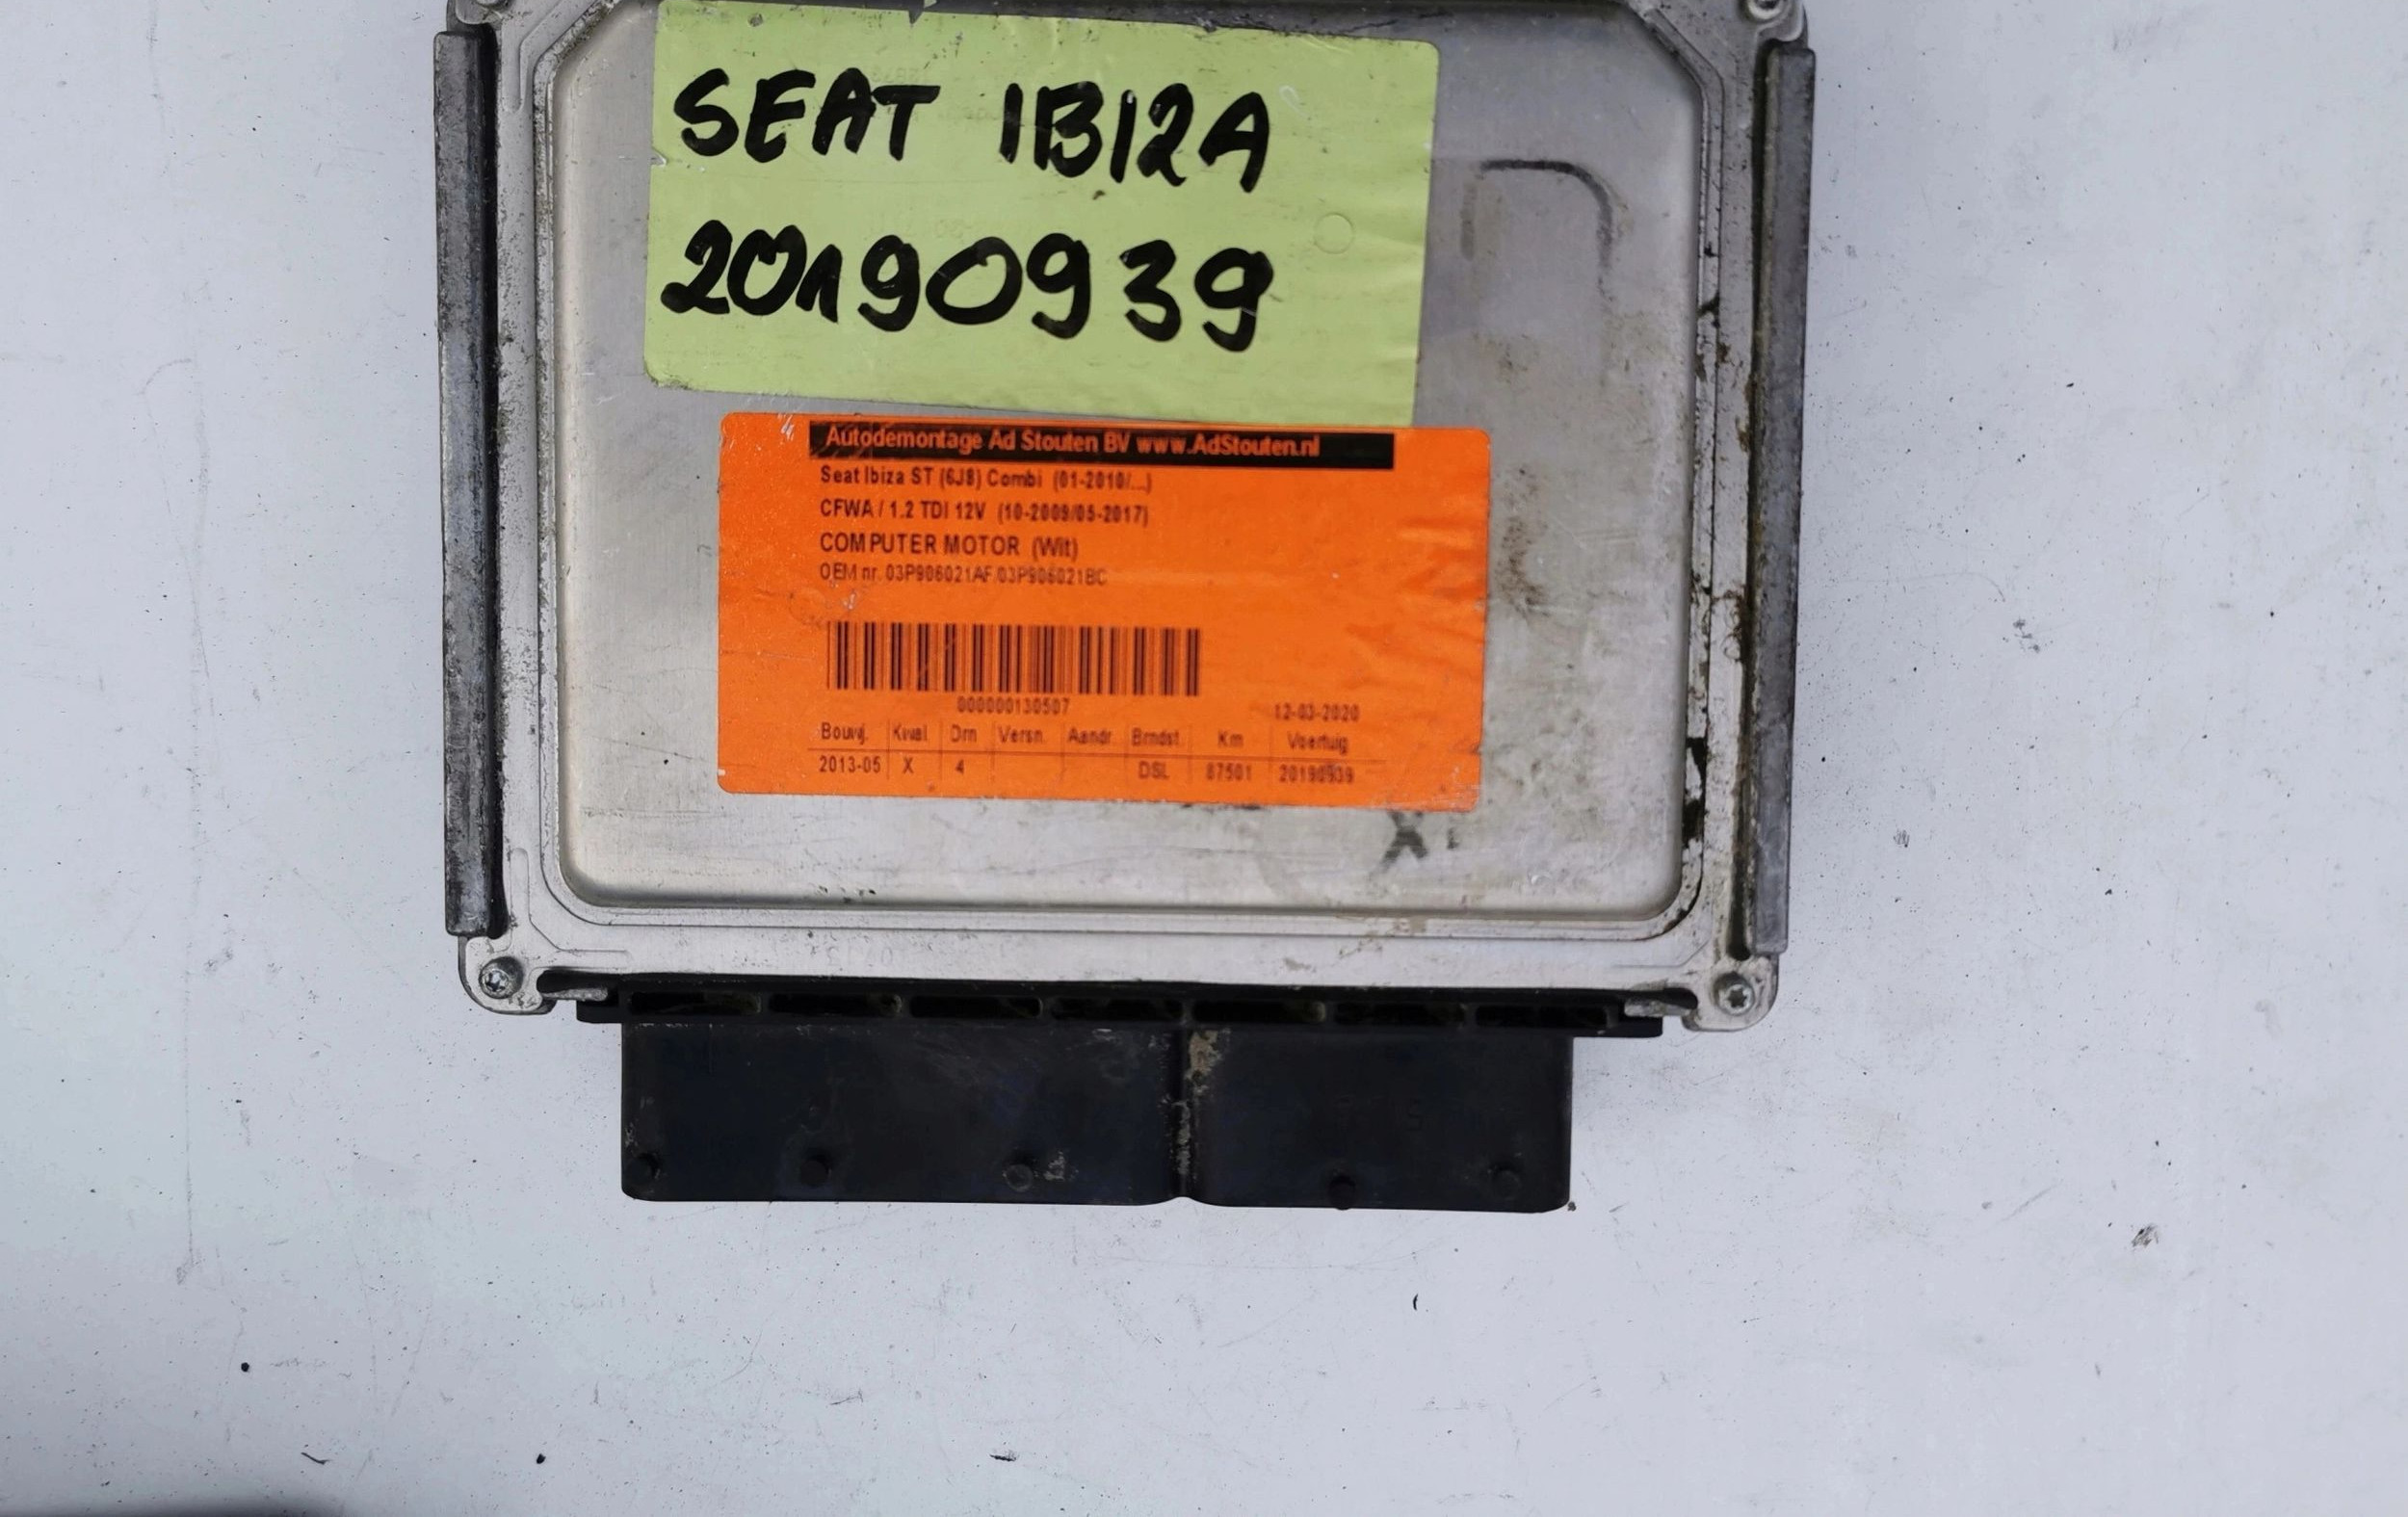 SEAT IBIZA
20190939
Autodemontage Ad Stouten BV www.AdStouten.nl
Seat Ibiza ST (6J8) Combi (01-2010/...)
CFWA / 1.2 TDI 12V (10-2009/05-2017)
COMPUTER MOTOR (Wit)
OEM nr. 03P906021AF/03P906021BC
000000130507
12-03-2020
Bouwj. Kwal. Drn Versn. Aandr. Brndst. Km Voertuig
2013-05 X 4 DSL 87501 20190939
X